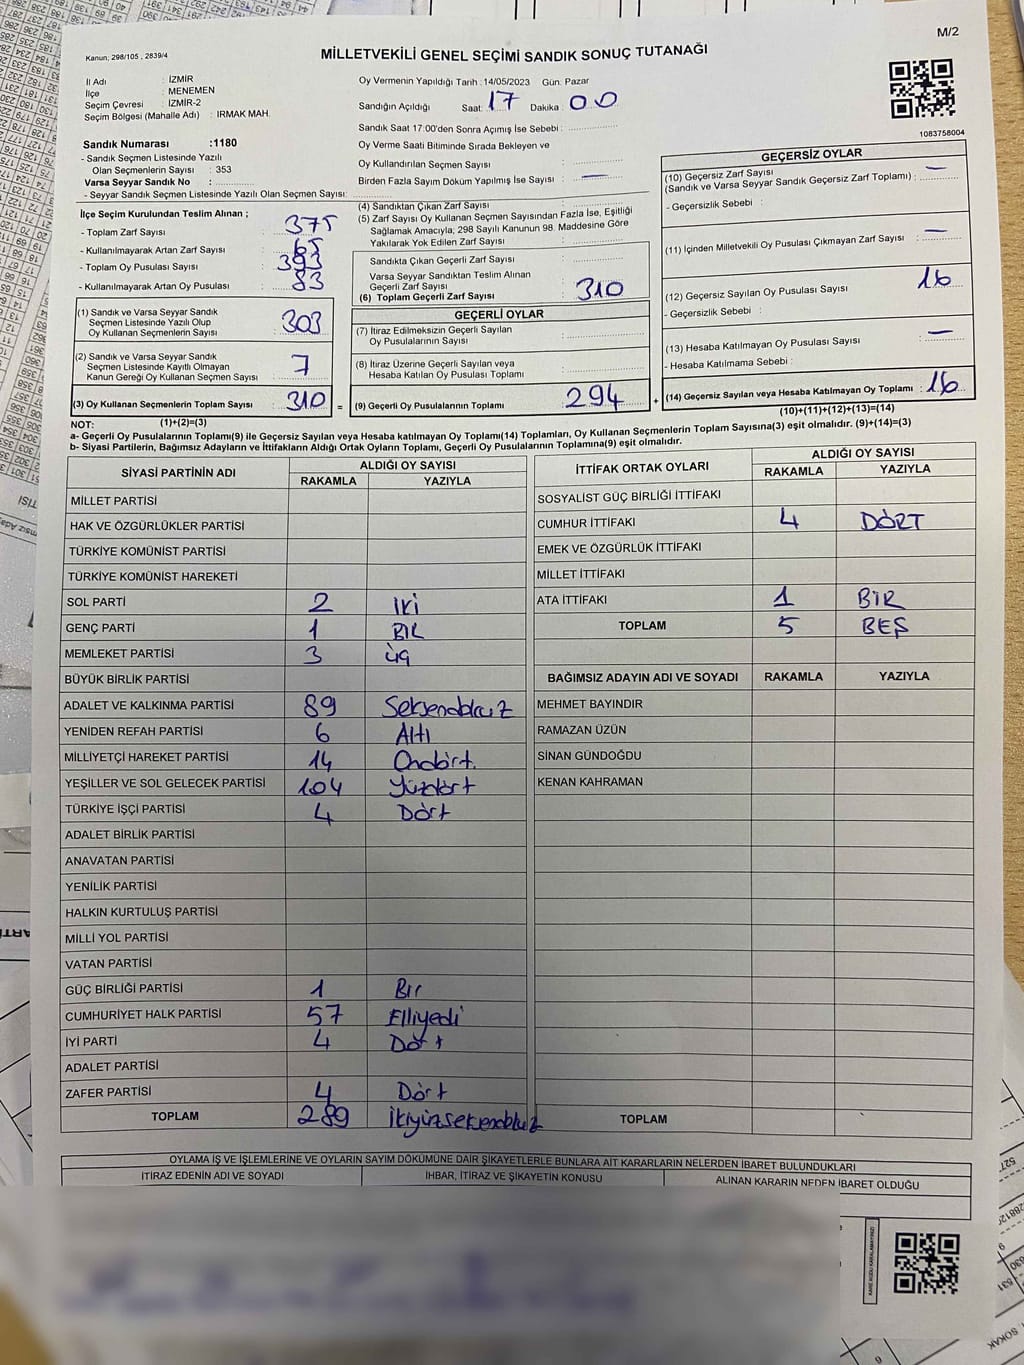 M/2
Kanun; 298/105 , 2839/4
MİLLETVEKİLİ GENEL SEÇİMİ SANDIK SONUÇ TUTANAĞI
İl Adı : İZMİR
İlçe : MENEMEN
Seçim Çevresi : İZMİR-2
Seçim Bölgesi (Mahalle Adı) : IRMAK MAH.
Oy Vermenin Yapıldığı Tarih : 14/05/2023 Gün: Pazar
Sandığın Açıldığı Saat: 17 Dakika : 00
Sandık Saat 17:00'den Sonra Açımış İse Sebebi :
1083758004
Sandık Numarası :1180
- Sandık Seçmen Listesinde Yazılı
Olan Seçmenlerin Sayısı : 353
Varsa Seyyar Sandık No :
- Seyyar Sandık Seçmen Listesinde Yazılı Olan Seçmen Sayısı:
Oy Verme Saati Bitiminde Sırada Bekleyen ve
Oy Kullandırılan Seçmen Sayısı :
Birden Fazla Sayım Döküm Yapılmış İse Sayısı : —
İlçe Seçim Kurulundan Teslim Alınan ;
- Toplam Zarf Sayısı : 375
- Kullanılmayarak Artan Zarf Sayısı : 65
- Toplam Oy Pusulası Sayısı : 393
- Kullanılmayarak Artan Oy Pusulası : 83
(4) Sandıktan Çıkan Zarf Sayısı :
(5) Zarf Sayısı Oy Kullanan Seçmen Sayısından Fazla İse, Eşitliği
Sağlamak Amacıyla; 298 Sayılı Kanunun 98. Maddesine Göre
Yakılarak Yok Edilen Zarf Sayısı :
Sandıkta Çıkan Geçerli Zarf Sayısı :
Varsa Seyyar Sandıktan Teslim Alınan
Geçerli Zarf Sayısı :
(6) Toplam Geçerli Zarf Sayısı : 310
GEÇERSİZ OYLAR
(10) Geçersiz Zarf Sayısı
(Sandık ve Varsa Seyyar Sandık Geçersiz Zarf Toplamı) : —
- Geçersizlik Sebebi :
(11) İçinden Milletvekili Oy Pusulası Çıkmayan Zarf Sayısı : —
(12) Geçersiz Sayılan Oy Pusulası Sayısı : 16
- Geçersizlik Sebebi :
(13) Hesaba Katılmayan Oy Pusulası Sayısı : —
- Hesaba Katılmama Sebebi :
(14) Geçersiz Sayılan veya Hesaba Katılmayan Oy Toplamı : 16
(10)+(11)+(12)+(13)=(14)
(1) Sandık ve Varsa Seyyar Sandık
Seçmen Listesinde Yazılı Olup
Oy Kullanan Seçmenlerin Sayısı : 303
(2) Sandık ve Varsa Seyyar Sandık
Seçmen Listesinde Kayıtlı Olmayan
Kanun Gereği Oy Kullanan Seçmen Sayısı : 7
(3) Oy Kullanan Seçmenlerin Toplam Sayısı : 310 =
(1)+(2)=(3)
GEÇERLİ OYLAR
(7) İtiraz Edilmeksizin Geçerli Sayılan
Oy Pusulalarının Sayısı :
(8) İtiraz Üzerine Geçerli Sayılan veya
Hesaba Katılan Oy Pusulası Toplamı :
(9) Geçerli Oy Pusulalarının Toplamı : 294 +
NOT:
a- Geçerli Oy Pusulalarının Toplamı(9) ile Geçersiz Sayılan veya Hesaba katılmayan Oy Toplamı(14) Toplamları, Oy Kullanan Seçmenlerin Toplam Sayısına(3) eşit olmalıdır. (9)+(14)=(3)
b- Siyasi Partilerin, Bağımsız Adayların ve İttifakların Aldığı Ortak Oyların Toplamı, Geçerli Oy Pusulalarının Toplamına(9) eşit olmalıdır.
SİYASİ PARTİNİN ADI ALDIĞI OY SAYISI
RAKAMLA YAZIYLA
MİLLET PARTİSİ
HAK VE ÖZGÜRLÜKLER PARTİSİ
TÜRKİYE KOMÜNİST PARTİSİ
TÜRKİYE KOMÜNİST HAREKETİ
SOL PARTİ 2 iki
GENÇ PARTİ 1 BİR
MEMLEKET PARTİSİ 3 üç
BÜYÜK BİRLİK PARTİSİ
ADALET VE KALKINMA PARTİSİ 89 Seksendokuz
YENİDEN REFAH PARTİSİ 6 Altı
MİLLİYETÇİ HAREKET PARTİSİ 14 Ondört.
YEŞİLLER VE SOL GELECEK PARTİSİ 104 Yüzdört
TÜRKİYE İŞÇİ PARTİSİ 4 Dört
ADALET BİRLİK PARTİSİ
ANAVATAN PARTİSİ
YENİLİK PARTİSİ
HALKIN KURTULUŞ PARTİSİ
MİLLİ YOL PARTİSİ
VATAN PARTİSİ
GÜÇ BİRLİĞİ PARTİSİ 1 Bir
CUMHURİYET HALK PARTİSİ 57 Elliyedi
İYİ PARTİ 4 Dört
ADALET PARTİSİ
ZAFER PARTİSİ 4 Dört
TOPLAM 289 ikiyüzseksendokuz
İTTİFAK ORTAK OYLARI ALDIĞI OY SAYISI
RAKAMLA YAZIYLA
SOSYALİST GÜÇ BİRLİĞİ İTTİFAKI
CUMHUR İTTİFAKI 4 DÖRT
EMEK VE ÖZGÜRLÜK İTTİFAKI
MİLLET İTTİFAKI
ATA İTTİFAKI 1 BİR
TOPLAM 5 BEŞ
BAĞIMSIZ ADAYIN ADI VE SOYADI RAKAMLA YAZIYLA
MEHMET BAYINDIR
RAMAZAN ÜZÜN
SİNAN GÜNDOĞDU
KENAN KAHRAMAN
TOPLAM
OYLAMA İŞ VE İŞLEMLERİNE VE OYLARIN SAYIM DÖKÜMÜNE DAİR ŞİKAYETLERLE BUNLARA AİT KARARLARIN NELERDEN İBARET BULUNDUKLARI
İTİRAZ EDENİN ADI VE SOYADI İHBAR, İTİRAZ VE ŞİKAYETİN KONUSU ALINAN KARARIN NEDEN İBARET OLDUĞU
KARE KODU KARALAMAYINIZ!